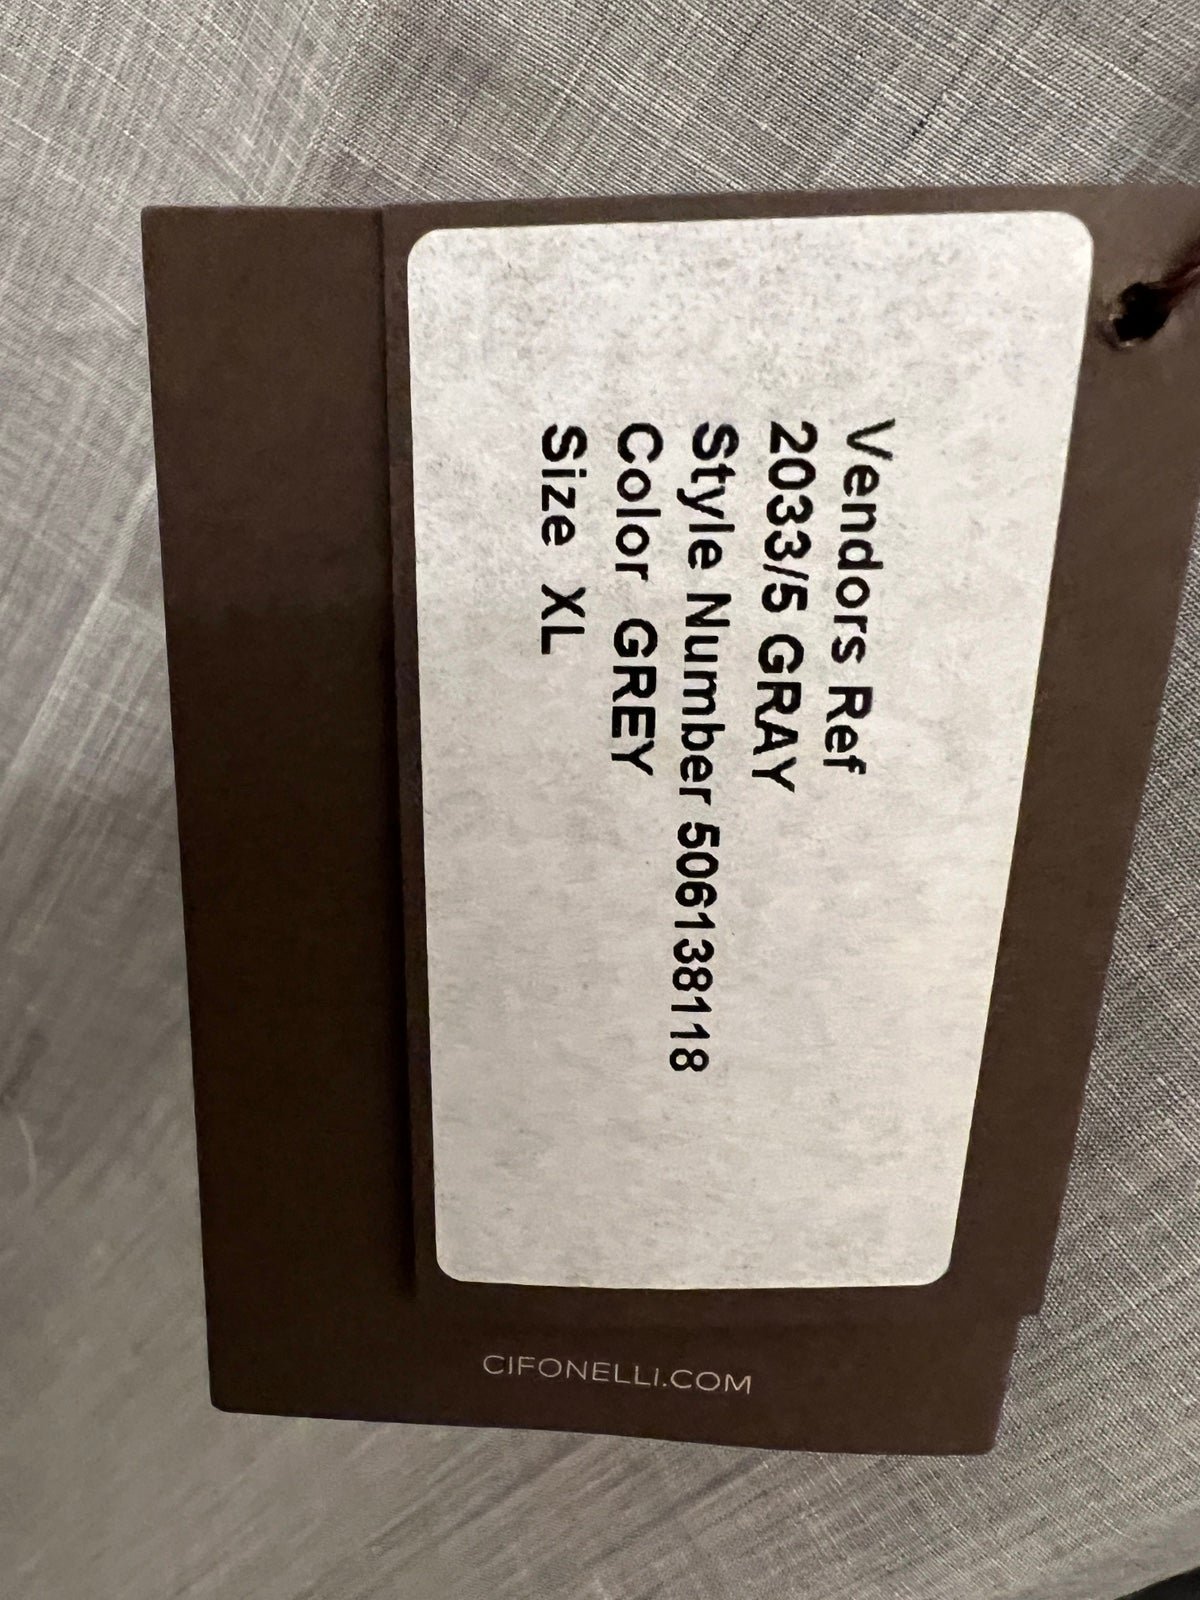 Vendors Ref
2033/5 GRAY
Style Number 506138118
Color GREY
Size XL
CIFONELLI.COM